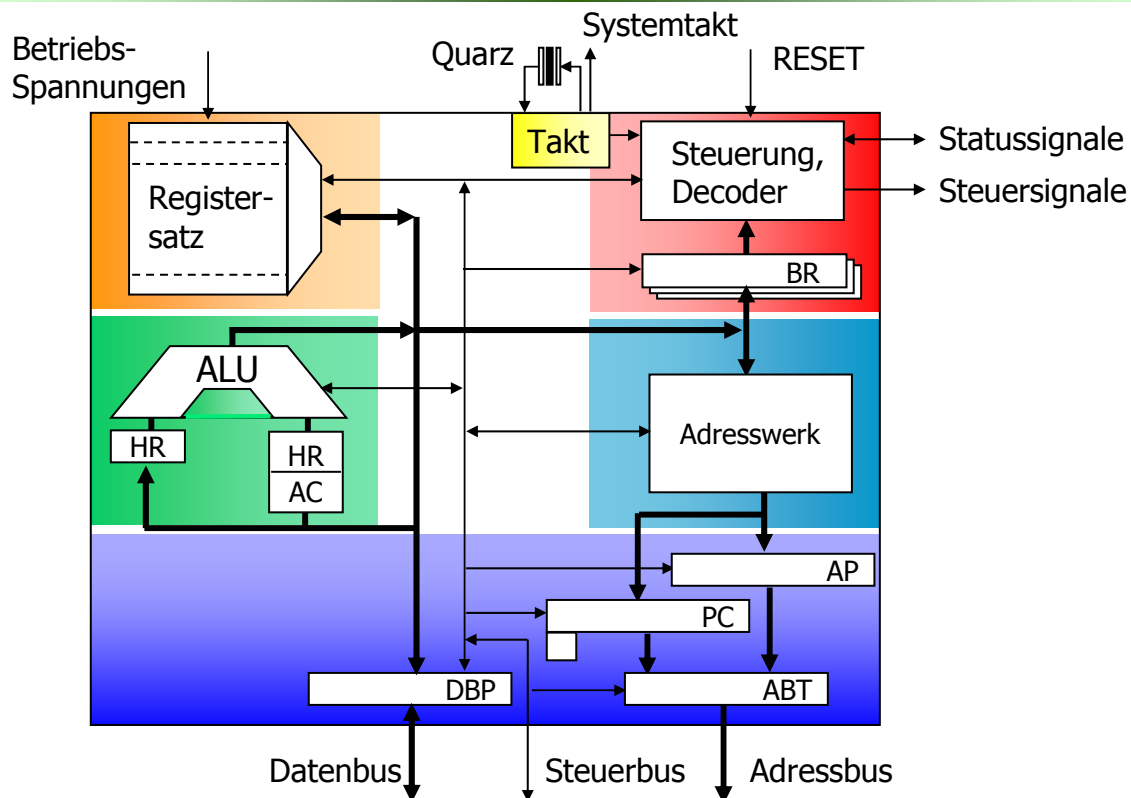 Betriebs-
Spannungen
Quarz
Systemtakt
RESET
Takt
Steuerung,
Decoder
Statussignale
Steuersignale
Register-
satz
BR
ALU
HR
HR
AC
Adresswerk
AP
PC
DBP
ABT
Datenbus
Steuerbus
Adressbus